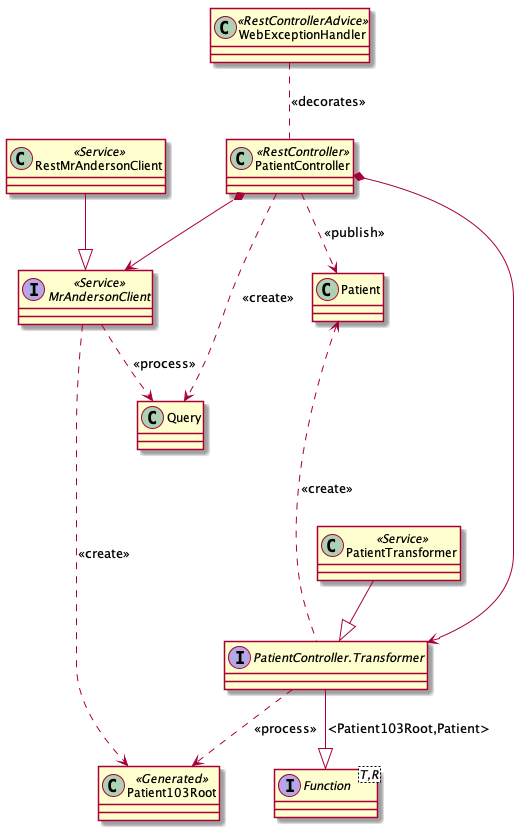 C «RestControllerAdvice»
WebExceptionHandler
«decorates»
C «Service»
RestMrAndersonClient
C «RestController»
PatientController
«publish»
I «Service»
MrAndersonClient
C Patient
«create»
«process»
C Query
«create»
C «Service»
PatientTransformer
«create»
I PatientController.Transformer
«process»
<Patient103Root,Patient>
C «Generated»
Patient103Root
I Function T,R